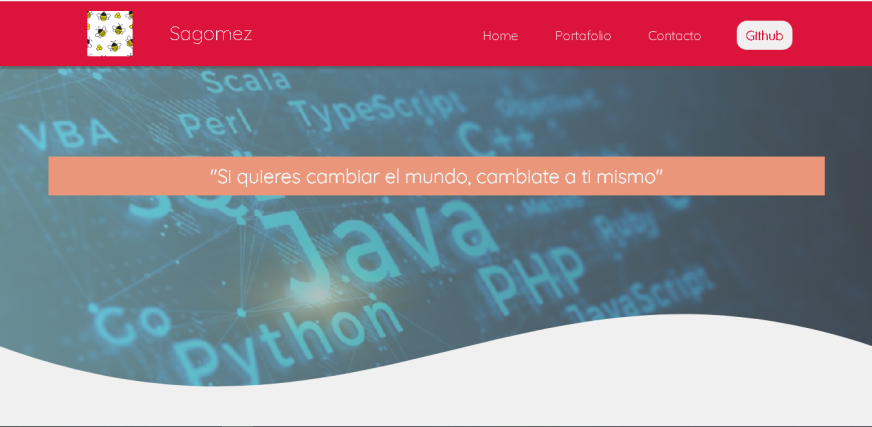 Sagomez
Home
Portafolio
Contacto
Github
Scala
TypeScript
VBA
Perl
C++
"Si quieres cambiar el mundo, cambiate a ti mismo"
Java
Ruby
PHP
JavaScript
Go
Python